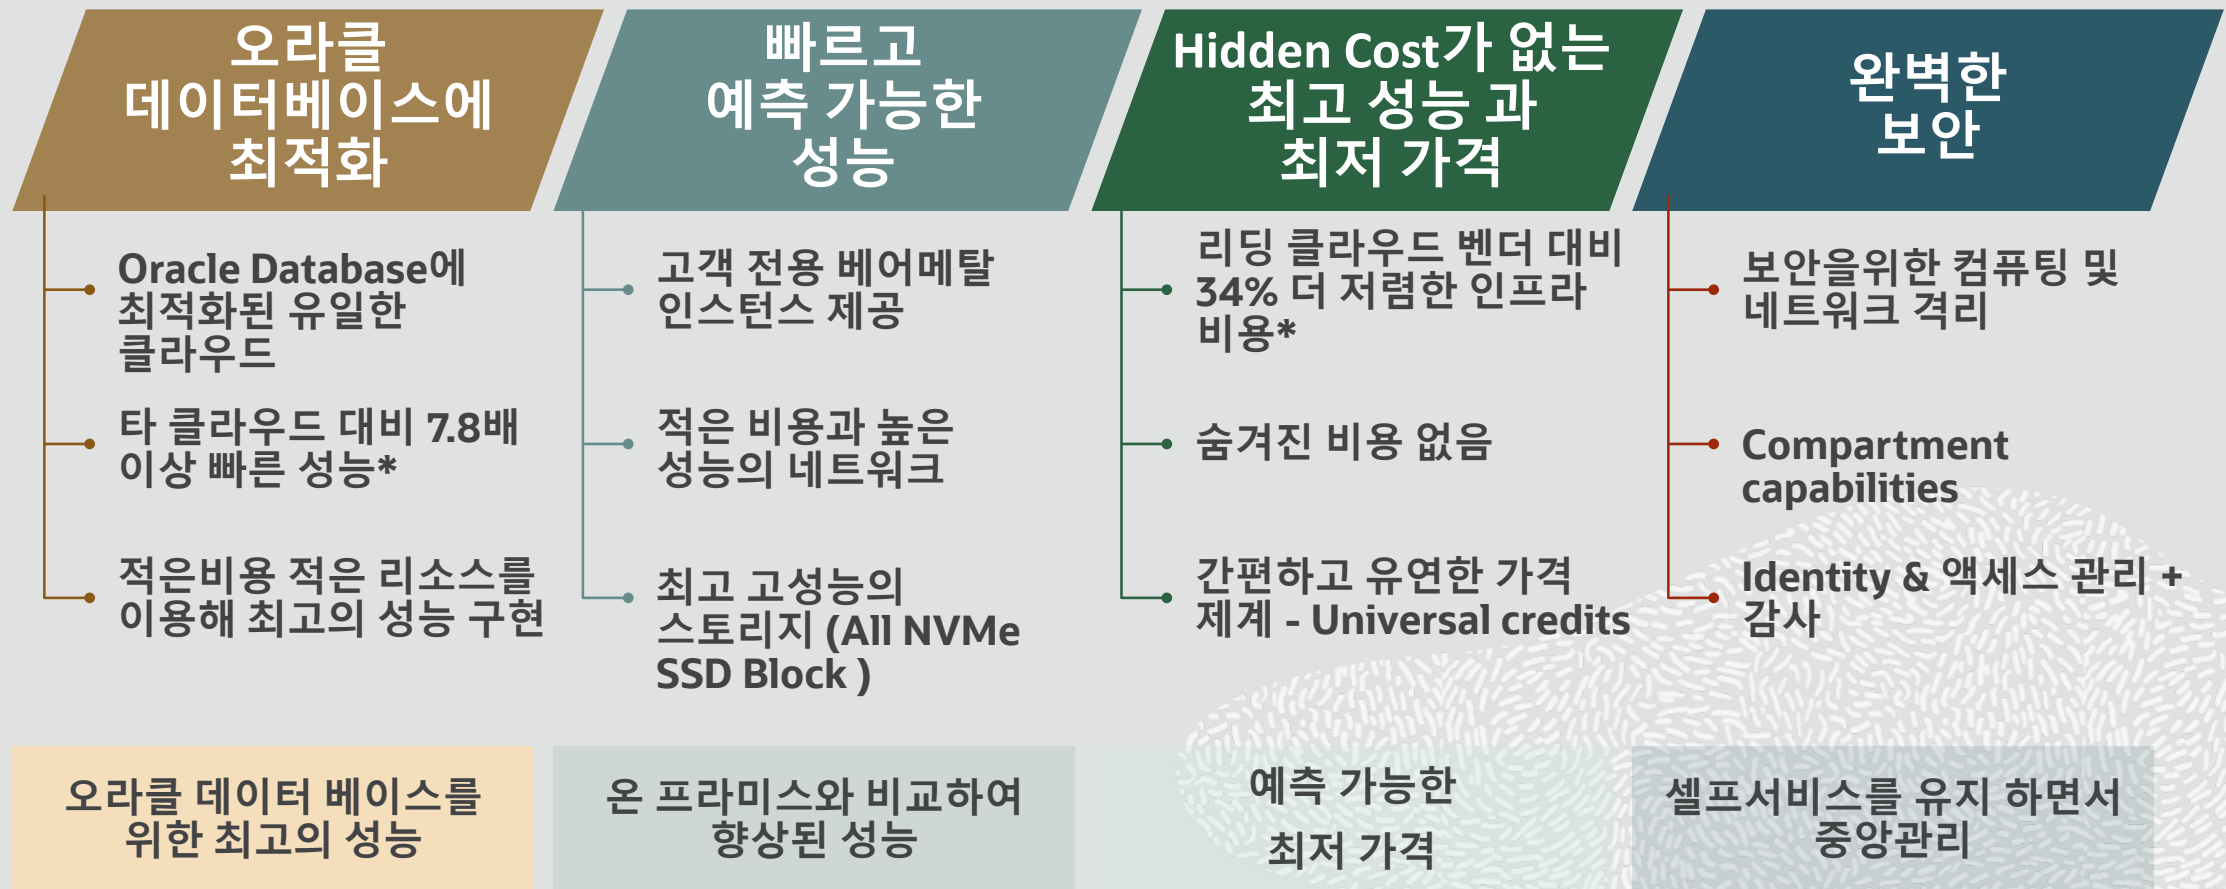 오라클
데이터베이스에
최적화
Oracle Database에
최적화된 유일한
클라우드
타 클라우드 대비 7.8배
이상 빠른 성능*
적은비용 적은 리소스를
이용해 최고의 성능 구현
오라클 데이터 베이스를
위한 최고의 성능
빠르고
예측 가능한
성능
고객 전용 베어메탈
인스턴스 제공
적은 비용과 높은
성능의 네트워크
최고 고성능의
스토리지 (All NVMe
SSD Block )
온 프라미스와 비교하여
향상된 성능
Hidden Cost가 없는
최고 성능 과
최저 가격
리딩 클라우드 벤더 대비
34% 더 저렴한 인프라
비용*
숨겨진 비용 없음
간편하고 유연한 가격
제계 - Universal credits
예측 가능한
최저 가격
완벽한
보안
보안을위한 컴퓨팅 및
네트워크 격리
Compartment
capabilities
Identity & 액세스 관리 +
감사
셀프서비스를 유지 하면서
중앙관리